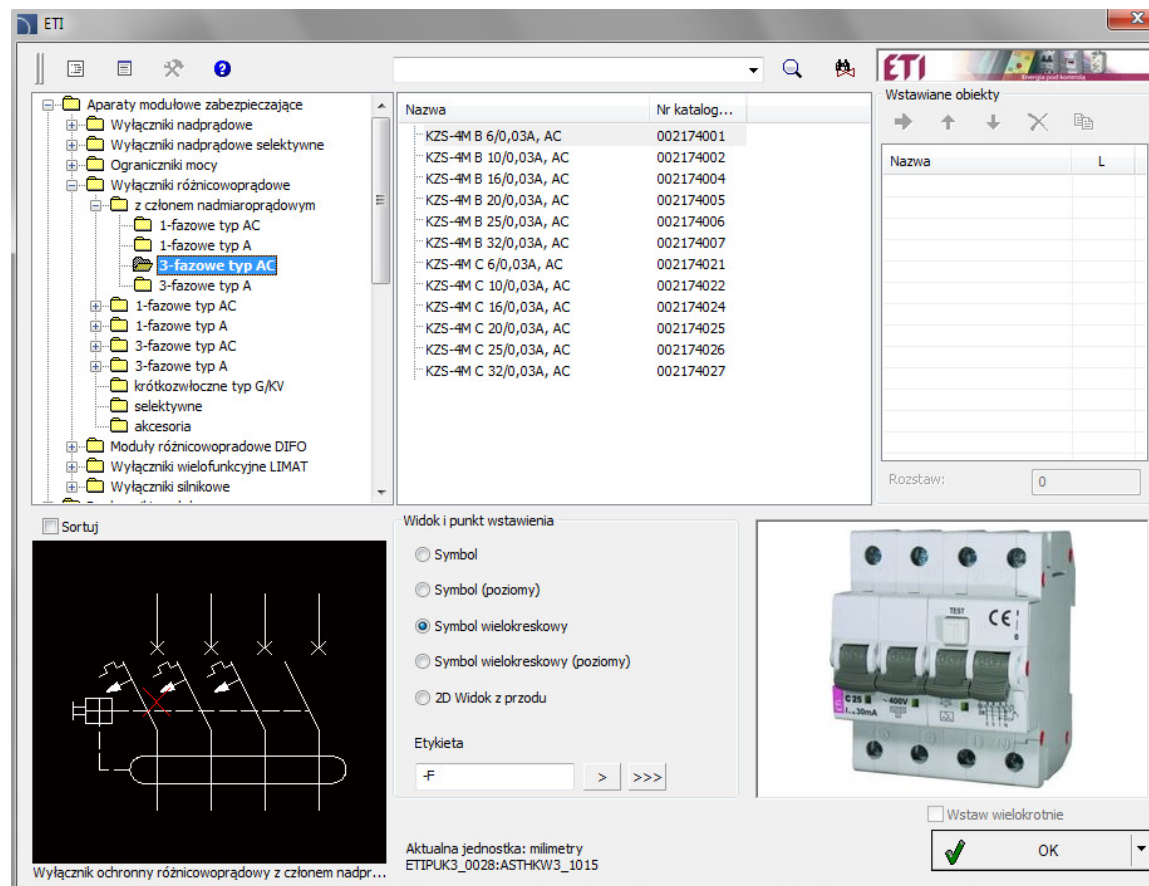 ETI
ETI
Energia pod kontrolą
Aparaty modułowe zabezpieczające
Wyłączniki nadprądowe
Wyłączniki nadprądowe selektywne
Ograniczniki mocy
Wyłączniki różnicowoprądowe
z członem nadmiaroprądowym
1-fazowe typ AC
1-fazowe typ A
3-fazowe typ AC
3-fazowe typ A
1-fazowe typ AC
1-fazowe typ A
3-fazowe typ AC
3-fazowe typ A
krótkozwłoczne typ G/KV
selektywne
akcesoria
Moduły różnicowopradowe DIFO
Wyłączniki wielofunkcyjne LIMAT
Wyłączniki silnikowe
Nazwa Nr katalog...
KZS-4M B 6/0,03A, AC 002174001
KZS-4M B 10/0,03A, AC 002174002
KZS-4M B 16/0,03A, AC 002174004
KZS-4M B 20/0,03A, AC 002174005
KZS-4M B 25/0,03A, AC 002174006
KZS-4M B 32/0,03A, AC 002174007
KZS-4M C 6/0,03A, AC 002174021
KZS-4M C 10/0,03A, AC 002174022
KZS-4M C 16/0,03A, AC 002174024
KZS-4M C 20/0,03A, AC 002174025
KZS-4M C 25/0,03A, AC 002174026
KZS-4M C 32/0,03A, AC 002174027
Wstawiane obiekty
Nazwa L
Rozstaw: 0
Sortuj
Wyłącznik ochronny różnicowoprądowy z członem nadpr...
Widok i punkt wstawienia
Symbol
Symbol (poziomy)
Symbol wielokreskowy
Symbol wielokreskowy (poziomy)
2D Widok z przodu
Etykieta
-F > >>>
Aktualna jednostka: milimetry
ETIPUK3_0028:ASTHKW3_1015
TEST
CE
C 25 ~400V
30mA
Wstaw wielokrotnie
OK